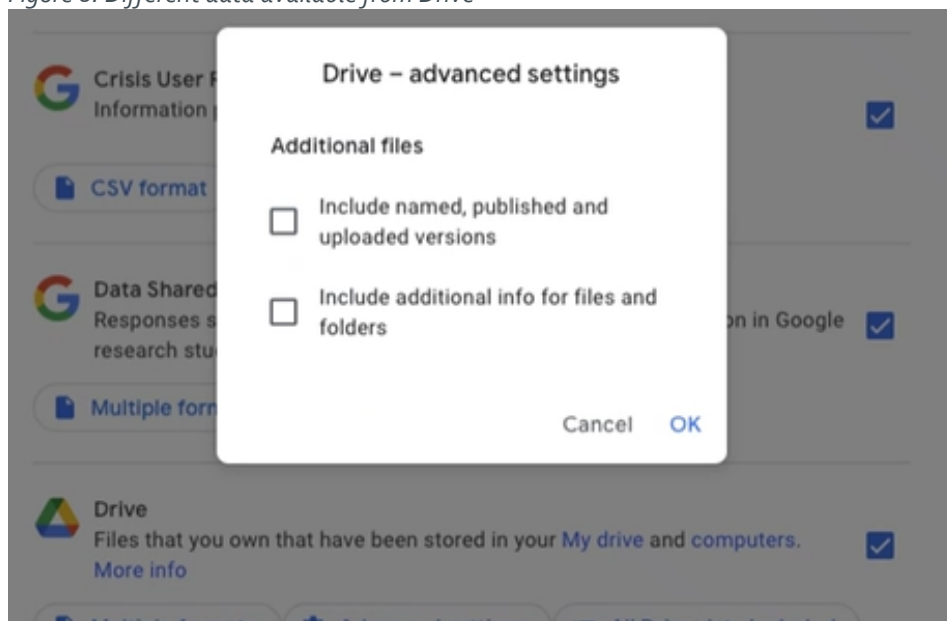 Drive – advanced settings
Crisis User
Information
Additional files
CSV format
Include named, published and
uploaded versions
Data Shared
Include additional info for files and
folders
Responses
on in Google
research
Multiple
Cancel OK
Drive
Files that you own that have been stored in your My drive and computers.
More info